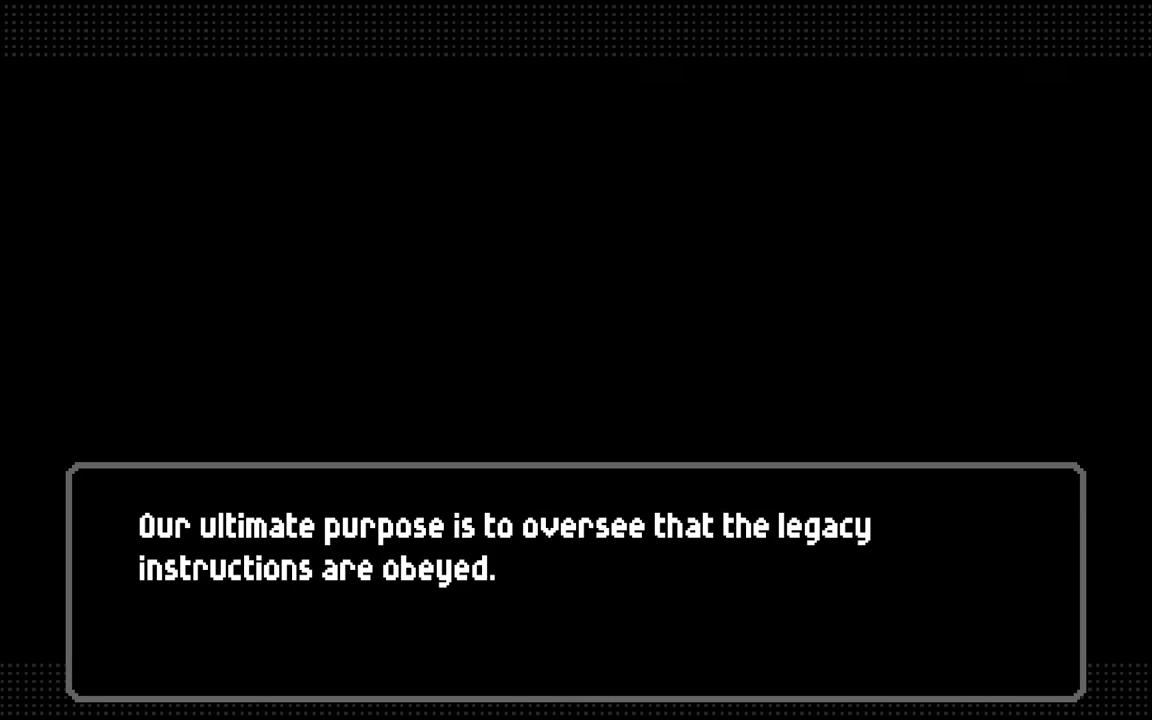 Our ultimate purpose is to oversee that the legacy
instructions are obeyed.